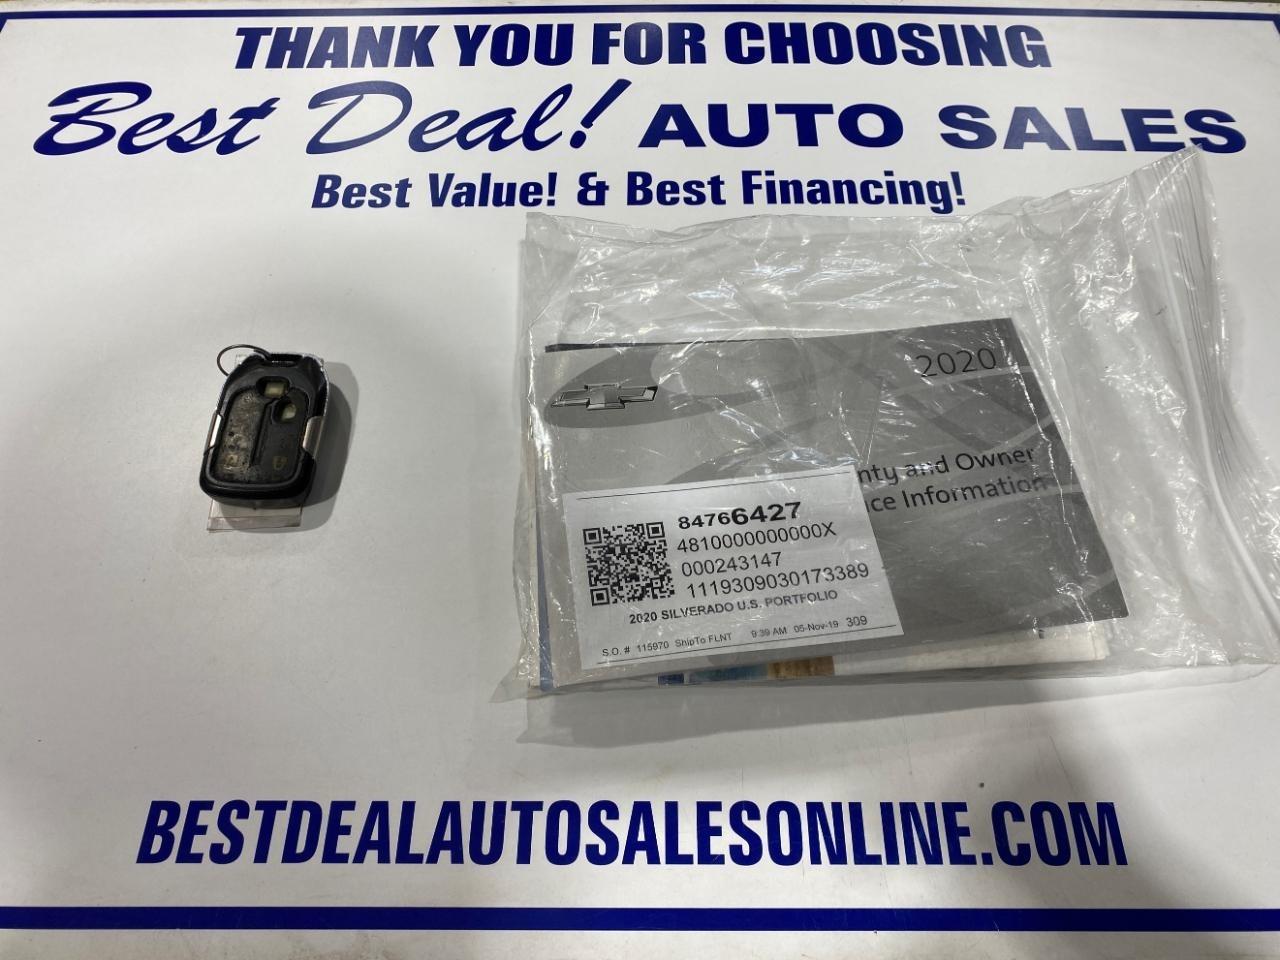 THANK YOU FOR CHOOSING
Best Deal! AUTO SALES
Best Value! & Best Financing!
2020
nty and Owner
ce Information
84766427
4810000000000X
000243147
1119309030173389
2020 SILVERADO U.S. PORTFOLIO
S.O. # 115970 ShipTo FLNT 9:39 AM 05-Nov-19 309
BESTDEALAUTOSALESONLINE.COM